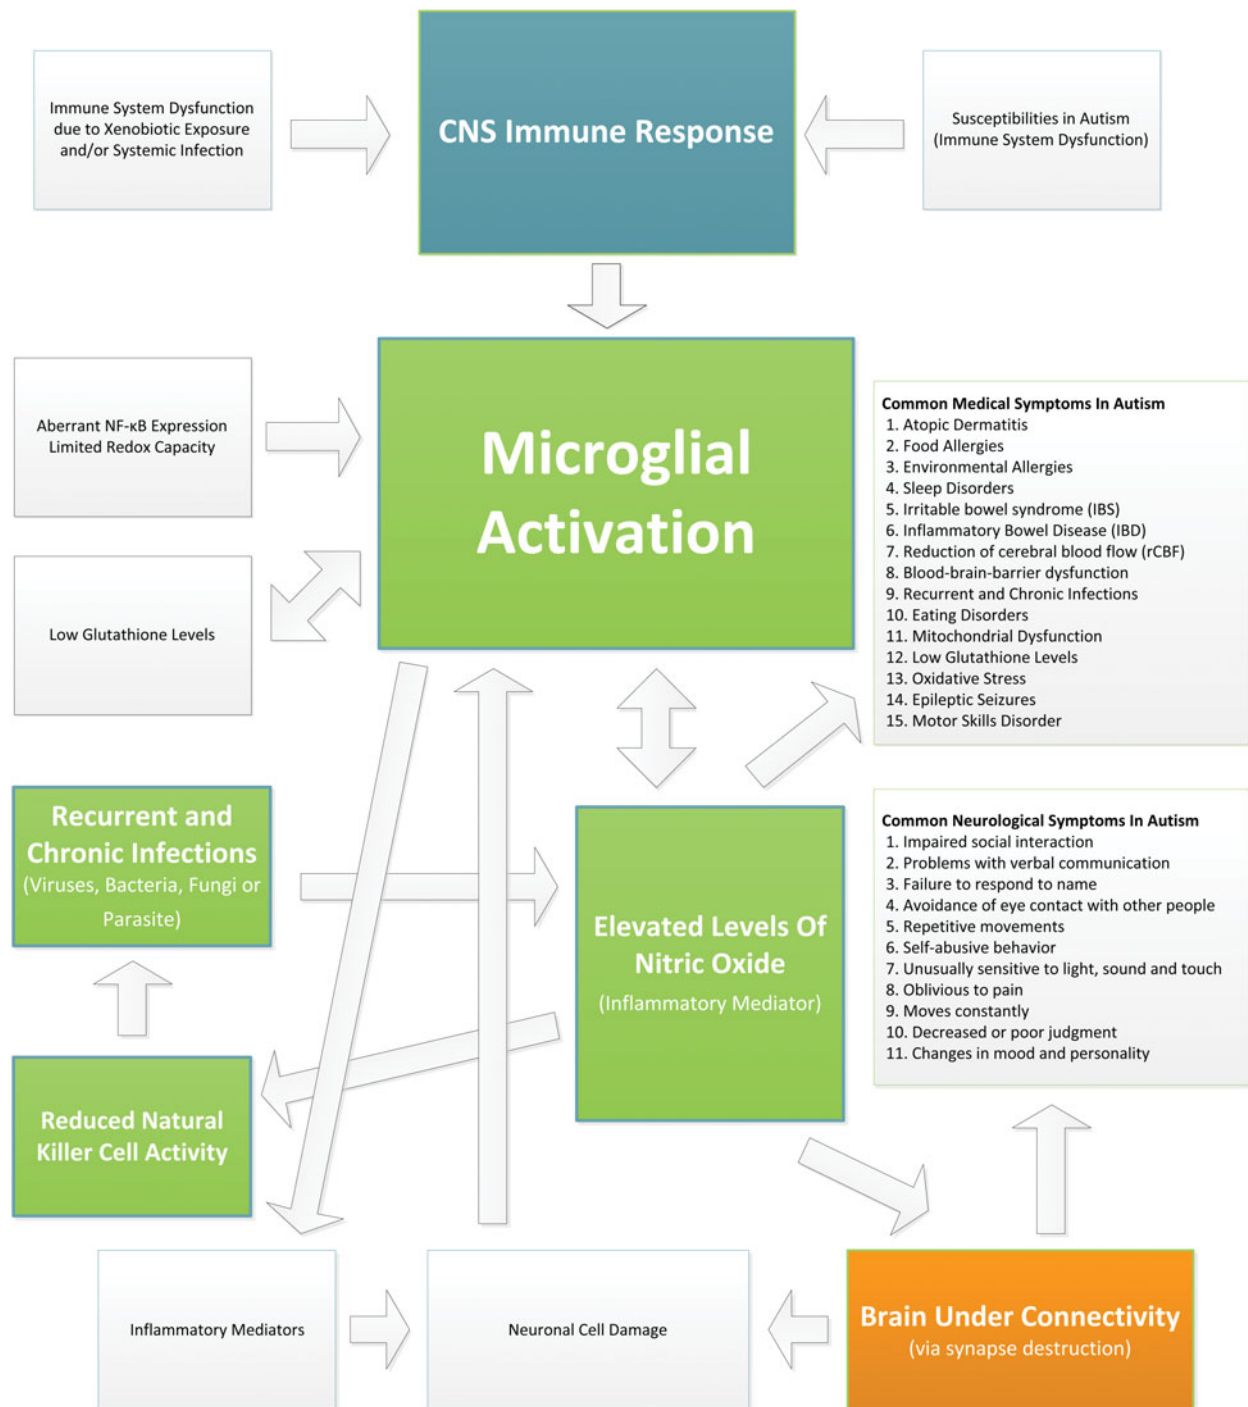 Immune System Dysfunction
due to Xenobiotic Exposure
and/or Systemic Infection
CNS Immune Response
Susceptibilities in Autism
(Immune System Dysfunction)
Aberrant NF-κB Expression
Limited Redox Capacity
Microglial
Activation
Low Glutathione Levels
Common Medical Symptoms In Autism
1. Atopic Dermatitis
2. Food Allergies
3. Environmental Allergies
4. Sleep Disorders
5. Irritable bowel syndrome (IBS)
6. Inflammatory Bowel Disease (IBD)
7. Reduction of cerebral blood flow (rCBF)
8. Blood-brain-barrier dysfunction
9. Recurrent and Chronic Infections
10. Eating Disorders
11. Mitochondrial Dysfunction
12. Low Glutathione Levels
13. Oxidative Stress
14. Epileptic Seizures
15. Motor Skills Disorder
Recurrent and
Chronic Infections
(Viruses, Bacteria, Fungi or
Parasite)
Elevated Levels Of
Nitric Oxide
(Inflammatory Mediator)
Common Neurological Symptoms In Autism
1. Impaired social interaction
2. Problems with verbal communication
3. Failure to respond to name
4. Avoidance of eye contact with other people
5. Repetitive movements
6. Self-abusive behavior
7. Unusually sensitive to light, sound and touch
8. Oblivious to pain
9. Moves constantly
10. Decreased or poor judgment
11. Changes in mood and personality
Reduced Natural
Killer Cell Activity
Inflammatory Mediators
Neuronal Cell Damage
Brain Under Connectivity
(via synapse destruction)